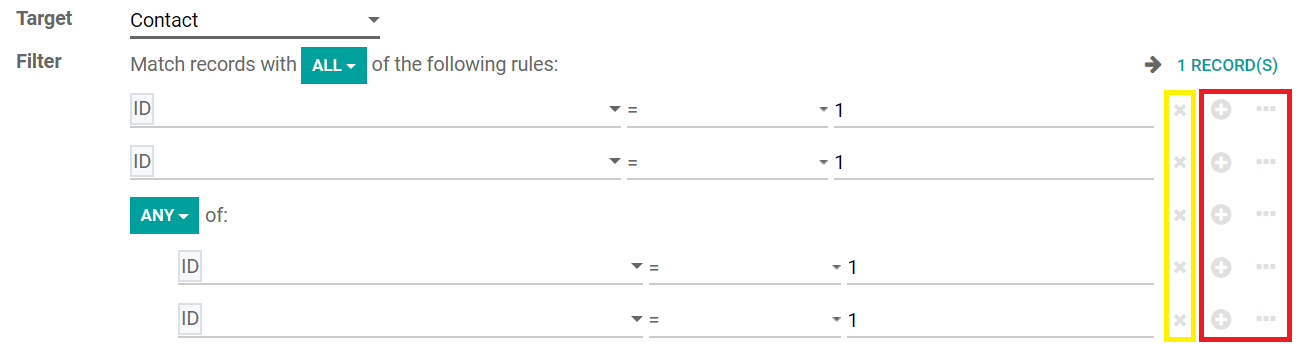 Target Contact
Filter Match records with ALL of the following rules: 1 RECORD(S)
ID = 1
ID = 1
ANY of:
ID = 1
ID = 1